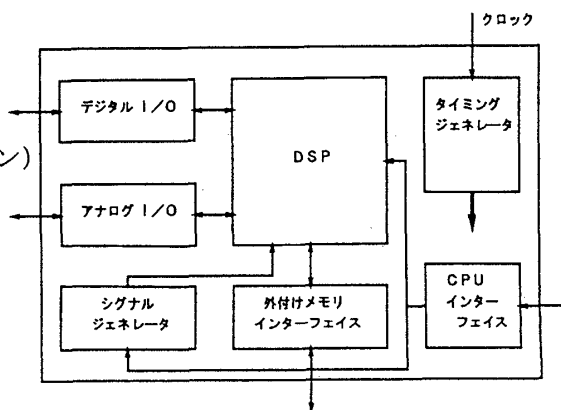 クロック
デジタル I/O
DSP
タイミング
ジェネレータ
ン)
アナログ I/O
シグナル
ジェネレータ
外付けメモリ
インターフェイス
CPU
インター
フェイス